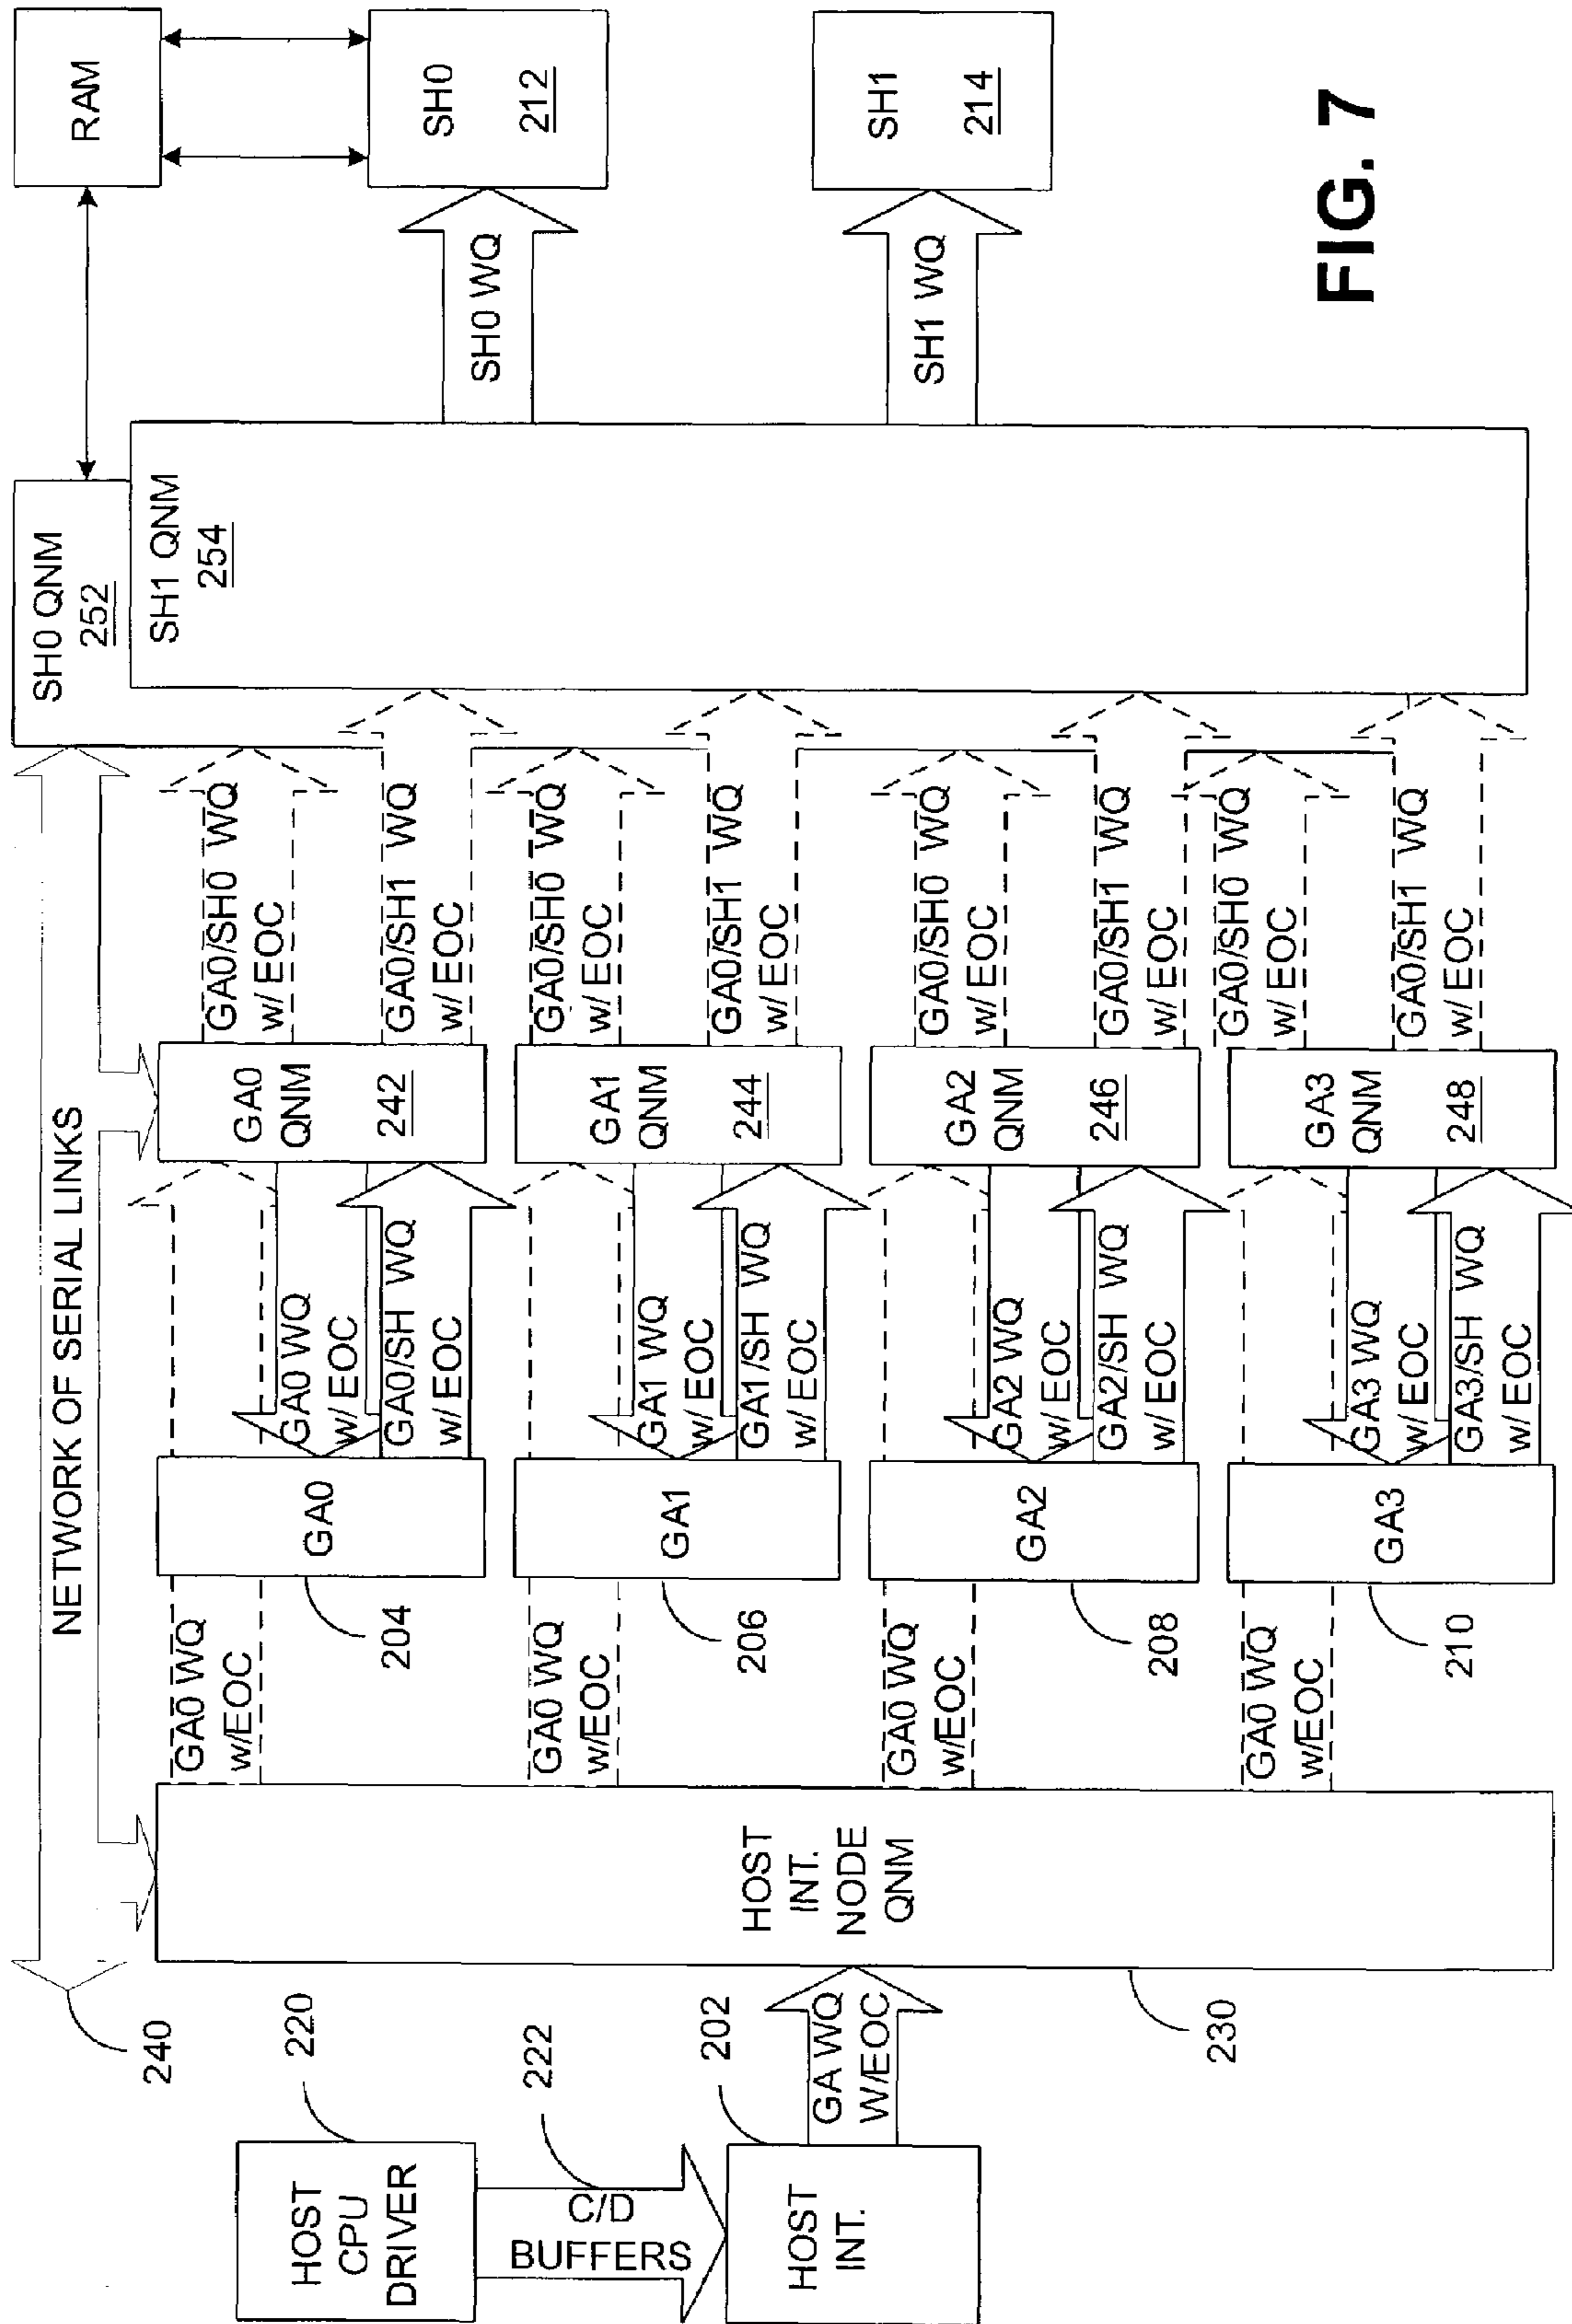 NETWORK OF SERIAL LINKS
240
HOST
CPU
DRIVER
220
C/D
BUFFERS
222
HOST
INT.
202
GA WQ
W/EOC
HOST
INT.
NODE
QNM
230
GA0 WQ
w/EOC
GA0 WQ
w/EOC
GA0 WQ
w/EOC
GA0 WQ
w/EOC
GA0
204
GA1
206
GA2
208
GA3
210
GA0 WQ
w/ EOC
GA0/SH WQ
w/ EOC
GA1 WQ
w/ EOC
GA1/SH WQ
w/ EOC
GA2 WQ
w/ EOC
GA2/SH WQ
w/ EOC
GA3 WQ
w/ EOC
GA3/SH WQ
w/ EOC
GA0
QNM
242
GA1
QNM
244
GA2
QNM
246
GA3
QNM
248
GA0/SH0 WQ
w/ EOC
GA0/SH1 WQ
w/ EOC
GA0/SH0 WQ
w/ EOC
GA0/SH1 WQ
w/ EOC
GA0/SH0 WQ
w/ EOC
GA0/SH1 WQ
w/ EOC
GA0/SH0 WQ
w/ EOC
GA0/SH1 WQ
w/ EOC
SH0 QNM
252
SH1 QNM
254
SH0 WQ
SH1 WQ
RAM
SH0
212
SH1
214
FIG. 7